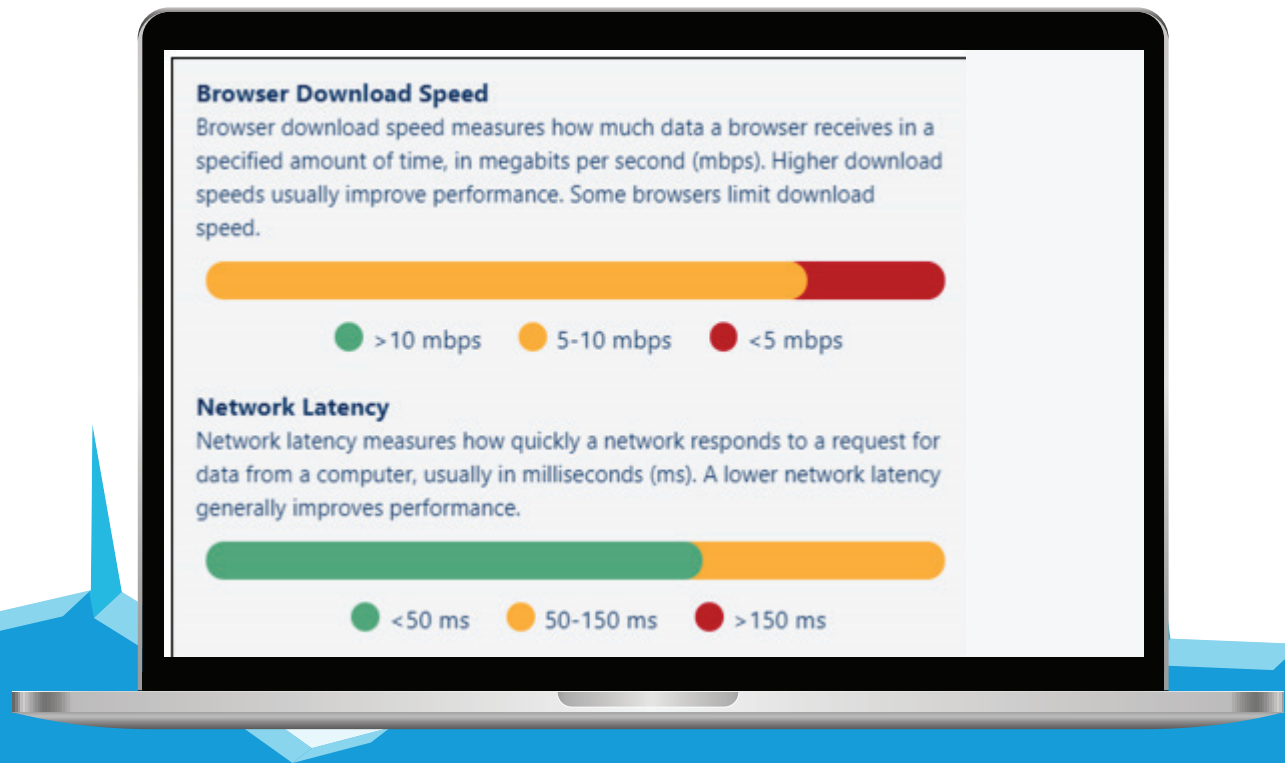 Browser Download Speed
Browser download speed measures how much data a browser receives in a
specified amount of time, in megabits per second (mbps). Higher download
speeds usually improve performance. Some browsers limit download
speed.
>10 mbps 5-10 mbps <5 mbps
Network Latency
Network latency measures how quickly a network responds to a request for
data from a computer, usually in milliseconds (ms). A lower network latency
generally improves performance.
<50 ms 50-150 ms >150 ms